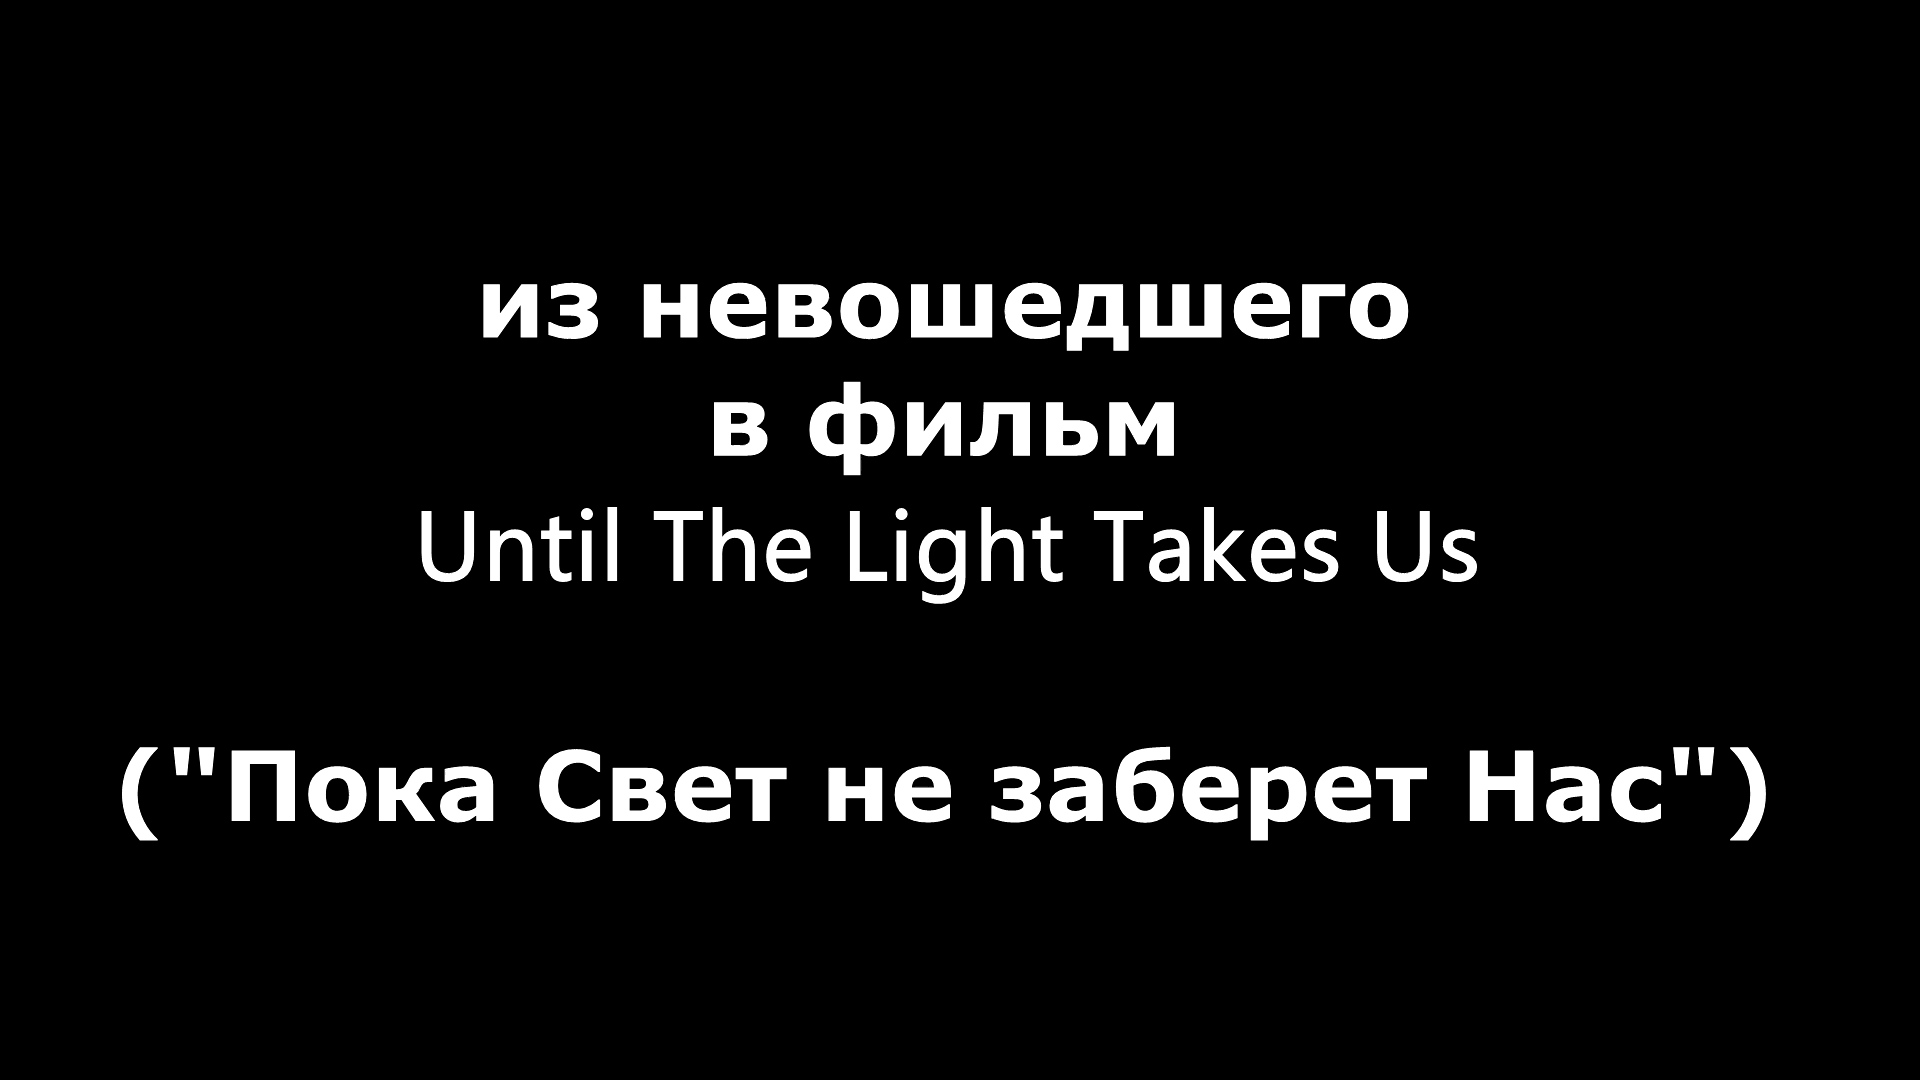 из невошедшего
в фильм
Until The Light Takes Us
("Пока Свет не заберет Нас")